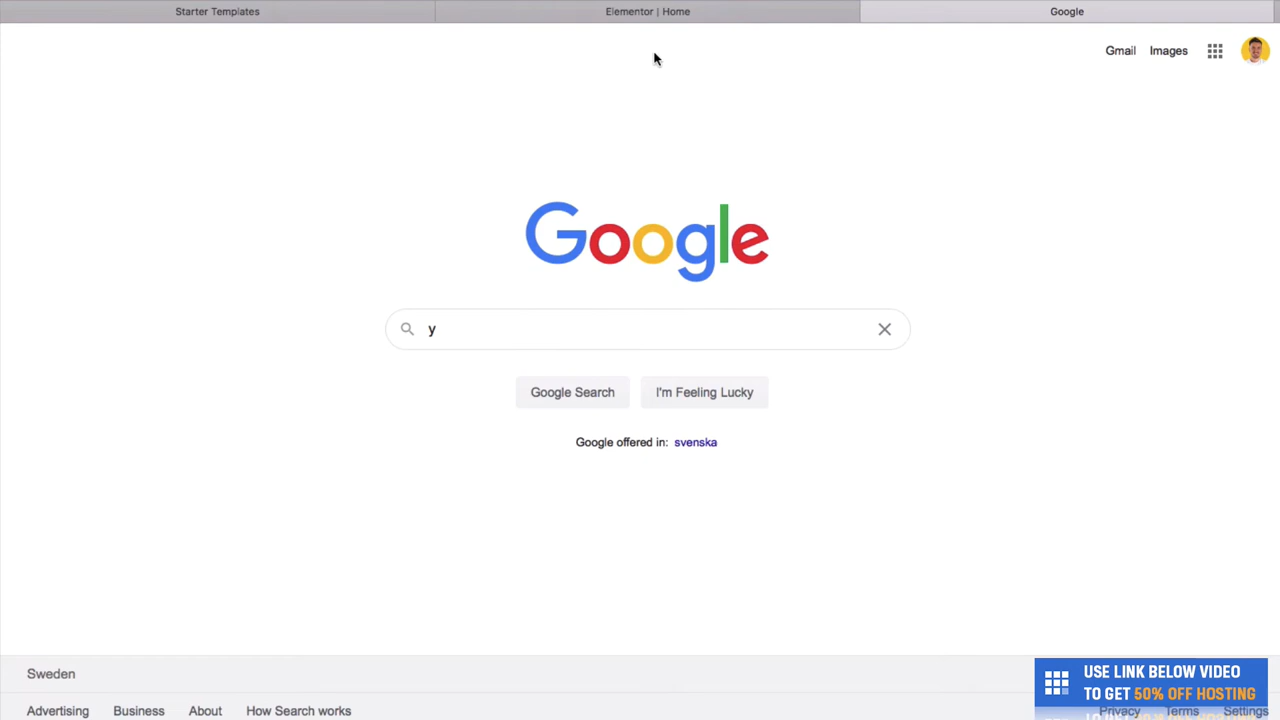 Starter Templates
Elementor | Home
Google
Gmail
Images
Google
y
Google Search
I'm Feeling Lucky
Google offered in: svenska
Sweden
USE LINK BELOW VIDEO
TO GET 50% OFF HOSTING
Advertising
Business
About
How Search works
Privacy
Terms
Settings